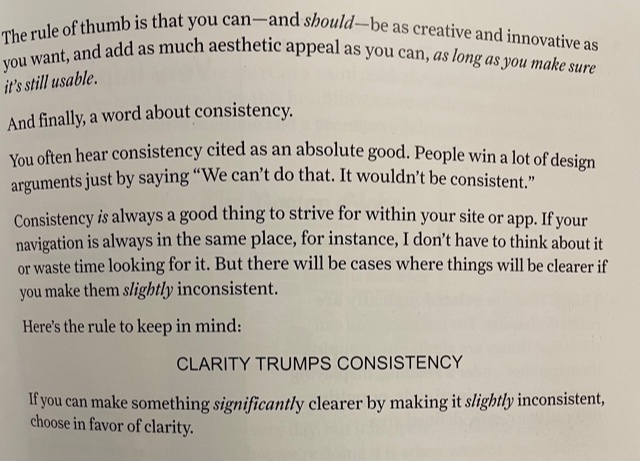 The rule of thumb is that you can—and should—be as creative and innovative as
you want, and add as much aesthetic appeal as you can, as long as you make sure
it's still usable.
And finally, a word about consistency.
You often hear consistency cited as an absolute good. People win a lot of design
arguments just by saying “We can't do that. It wouldn't be consistent.”
Consistency is always a good thing to strive for within your site or app. If your
navigation is always in the same place, for instance, I don't have to think about it
or waste time looking for it. But there will be cases where things will be clearer if
you make them slightly inconsistent.
Here's the rule to keep in mind:
CLARITY TRUMPS CONSISTENCY
If you can make something significantly clearer by making it slightly inconsistent,
choose in favor of clarity.